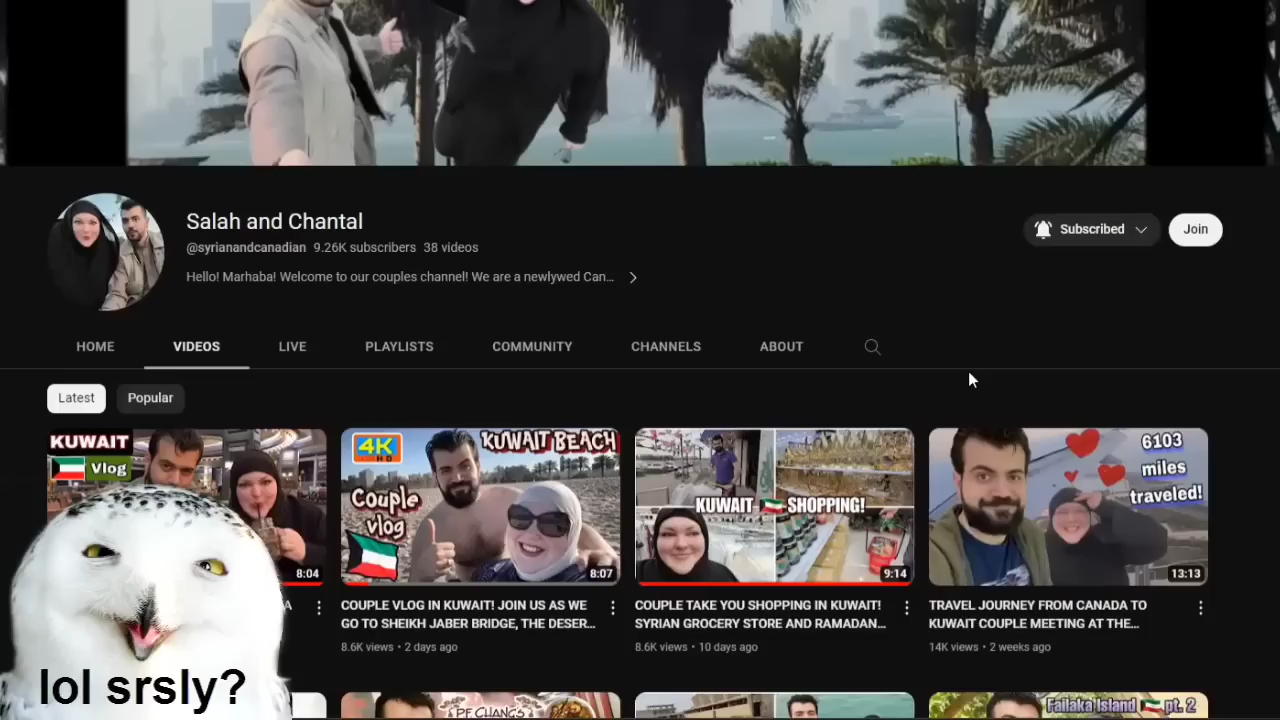 Salah and Chantal
@syrianandcanadian 9.26K subscribers 38 videos
Hello! Marhaba! Welcome to our couples channel! We are a newlywed Can...
Subscribed
Join
HOME VIDEOS LIVE PLAYLISTS COMMUNITY CHANNELS ABOUT
Latest Popular
KUWAIT
Vlog
8:04
4K
HD
KUWAIT BEACH
Couple
vlog
8:07
KUWAIT SHOPPING!
9:14
6103
miles
traveled!
13:13
A
COUPLE VLOG IN KUWAIT! JOIN US AS WE
GO TO SHEIKH JABER BRIDGE, THE DESER...
8.6K views • 2 days ago
COUPLE TAKE YOU SHOPPING IN KUWAIT!
SYRIAN GROCERY STORE AND RAMADAN...
8.6K views • 10 days ago
TRAVEL JOURNEY FROM CANADA TO
KUWAIT COUPLE MEETING AT THE...
14K views • 2 weeks ago
lol srsly?
P.F. CHANG'S
Failaka Island pt. 2